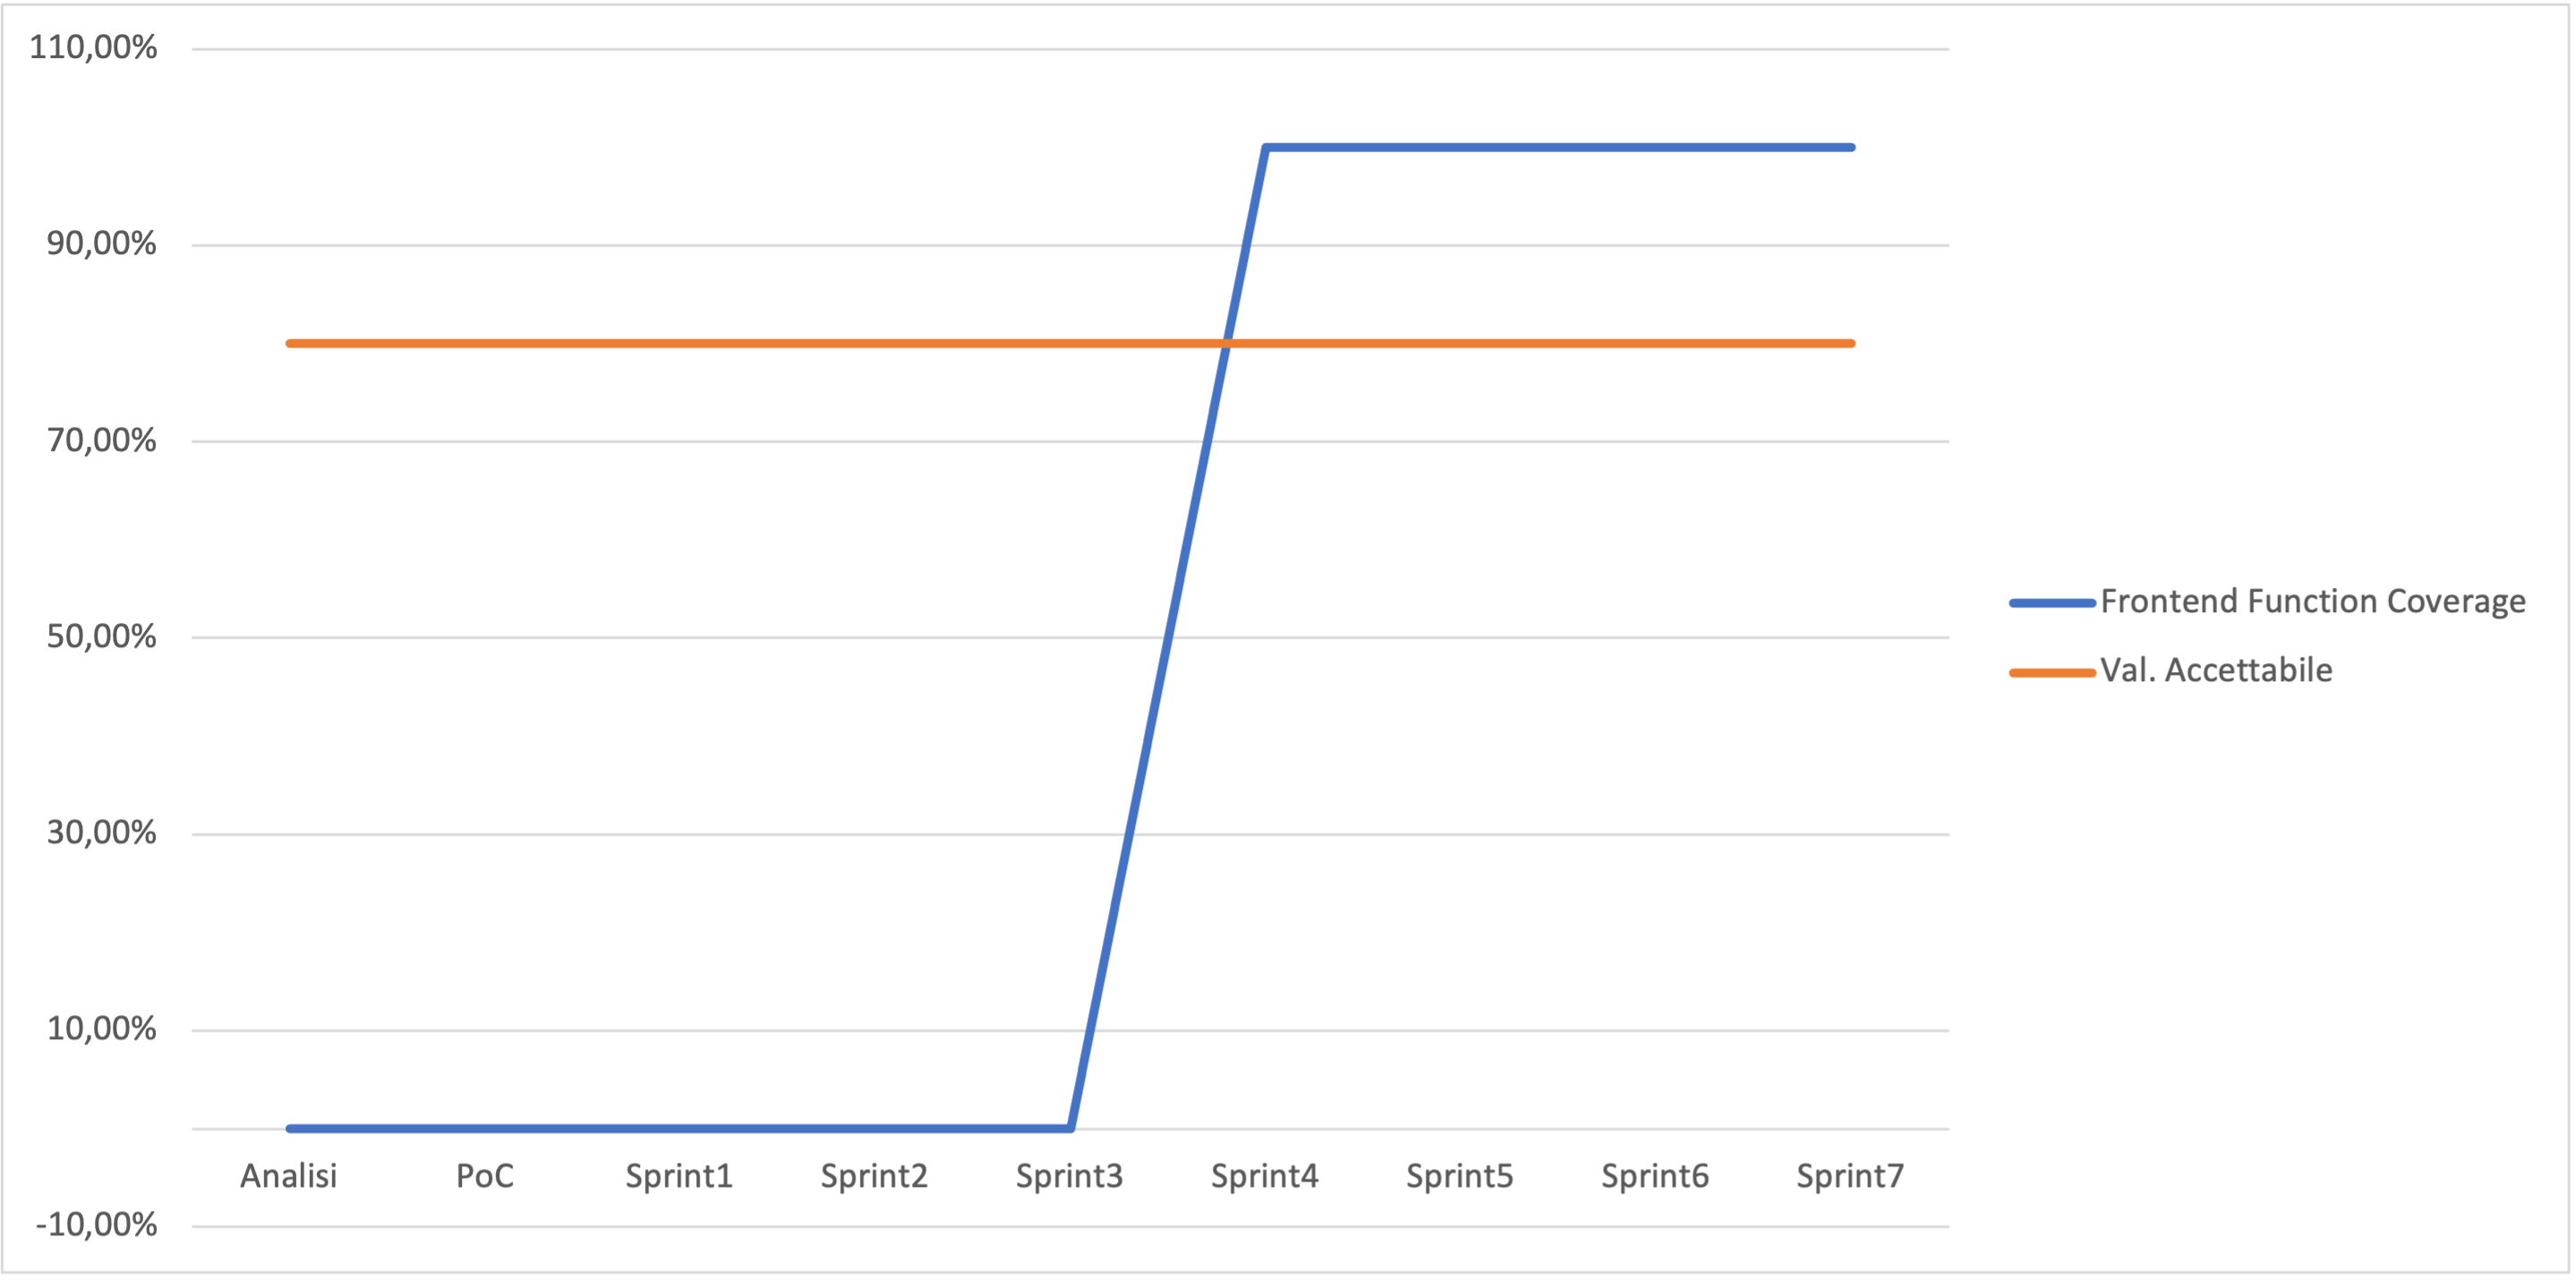 110,00%
90,00%
70,00%
50,00%
30,00%
10,00%
-10,00%
Analisi PoC Sprint1 Sprint2 Sprint3 Sprint4 Sprint5 Sprint6 Sprint7
Frontend Function Coverage
Val. Accettabile